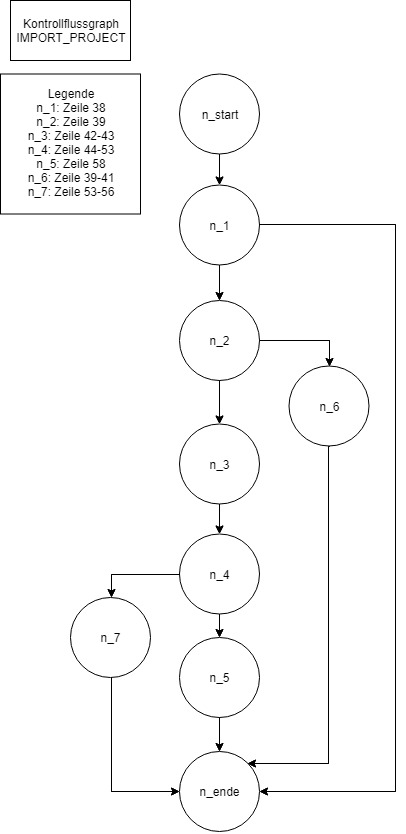 Kontrollflussgraph
IMPORT_PROJECT
Legende
n_1: Zeile 38
n_2: Zeile 39
n_3: Zeile 42-43
n_4: Zeile 44-53
n_5: Zeile 58
n_6: Zeile 39-41
n_7: Zeile 53-56
n_start
n_1
n_2
n_6
n_3
n_4
n_7
n_5
n_ende